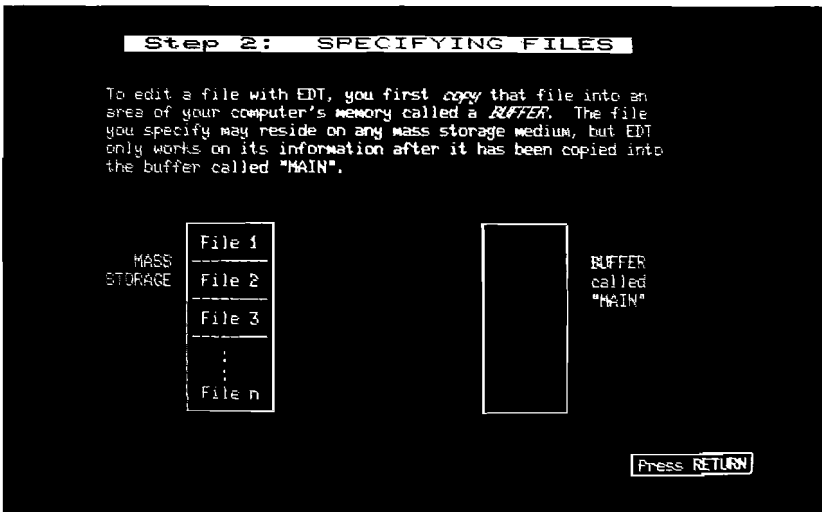 Step 2: SPECIFYING FILES
To edit a file with EDT, you first copy that file into an
area of your computer's memory called a BUFFER. The file
you specify may reside on any mass storage medium, but EDT
only works on its information after it has been copied into
the buffer called "MAIN".
MASS
STORAGE
File 1
File 2
File 3
:
:
File n
BUFFER
called
"MAIN"
Press RETURN